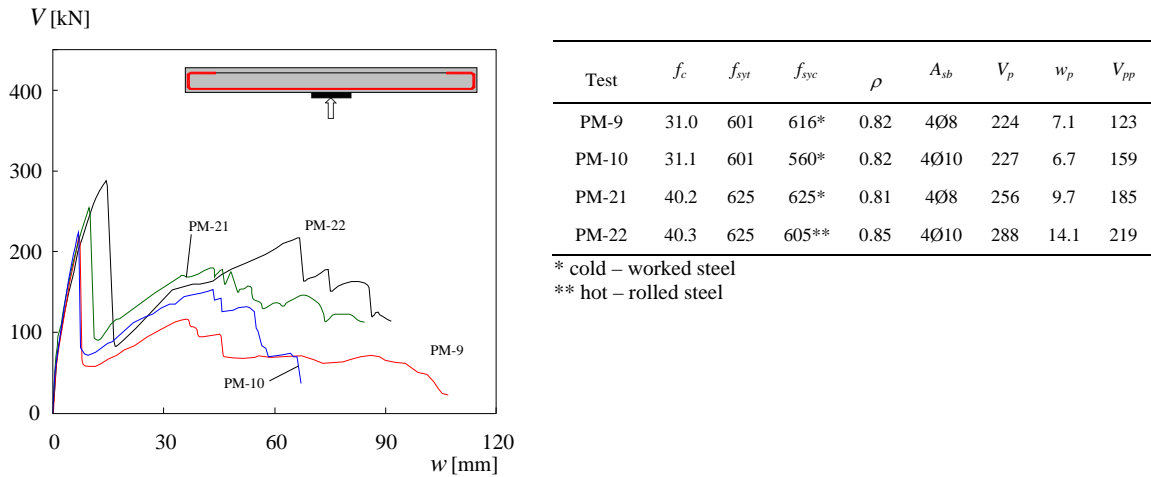 V [kN]
400
300
200
100
0
PM-21
PM-22
PM-9
PM-10
0 30 60 90 120
w [mm]
Test f_c f_syt f_syc ρ A_sb V_p w_p V_pp
PM-9 31.0 601 616* 0.82 4Ø8 224 7.1 123
PM-10 31.1 601 560* 0.82 4Ø10 227 6.7 159
PM-21 40.2 625 625* 0.81 4Ø8 256 9.7 185
PM-22 40.3 625 605** 0.85 4Ø10 288 14.1 219
* cold – worked steel
** hot – rolled steel